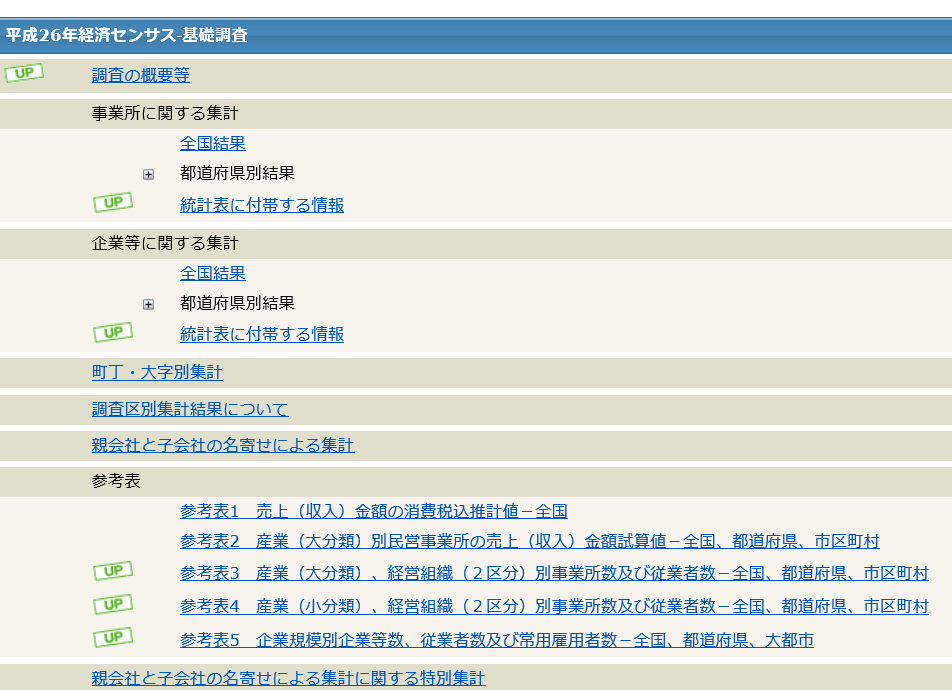 平成26年経済センサス‐基礎調査
UP 調査の概要等
事業所に関する集計
全国結果
都道府県別結果
UP 統計表に付帯する情報
企業等に関する集計
全国結果
都道府県別結果
UP 統計表に付帯する情報
町丁・大字別集計
調査区別集計結果について
親会社と子会社の名寄せによる集計
参考表
参考表1　売上（収入）金額の消費税込推計値－全国
参考表2　産業（大分類）別民営事業所の売上（収入）金額試算値－全国、都道府県、市区町村
UP 参考表3　産業（大分類）、経営組織（２区分）別事業所数及び従業者数－全国、都道府県、市区町村
UP 参考表4　産業（小分類）、経営組織（２区分）別事業所数及び従業者数－全国、都道府県、市区町村
UP 参考表5　企業規模別企業等数、従業者数及び常用雇用者数－全国、都道府県、大都市
親会社と子会社の名寄せによる集計に関する特別集計